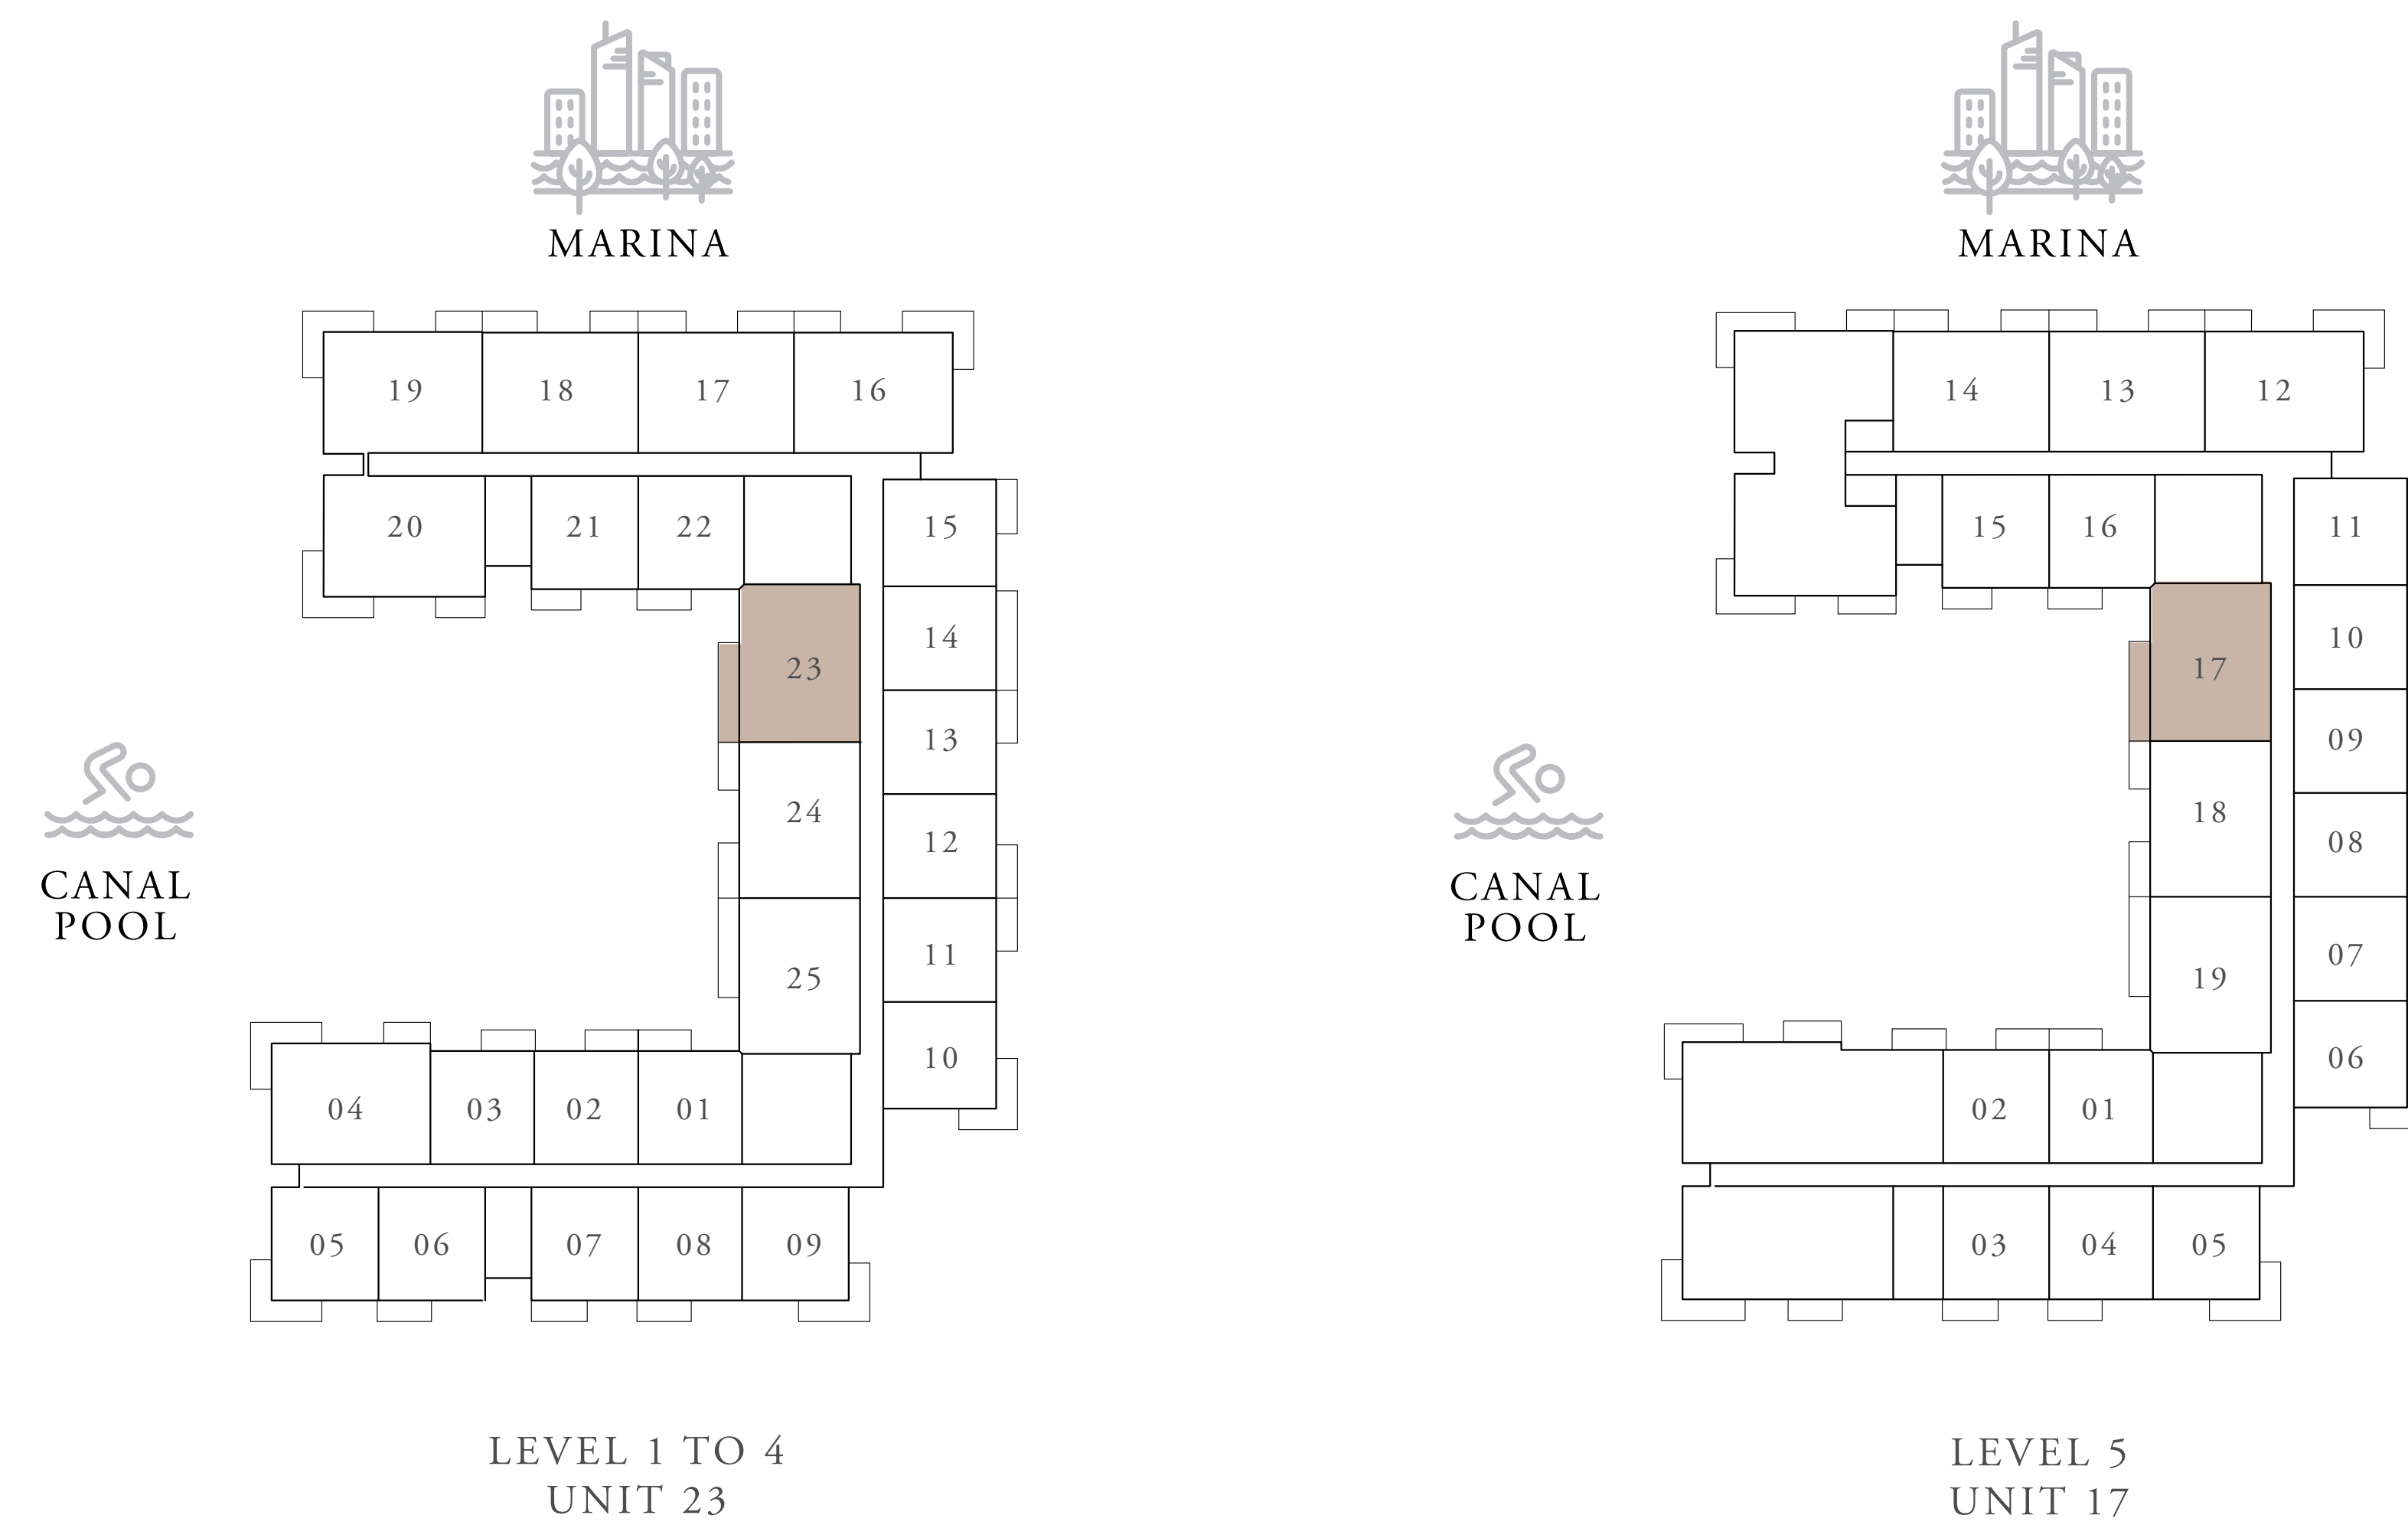 MARINA
19 18 17 16
20 21 22
15
14
23
13
24
12
CANAL
POOL
11
25
10
04 03 02 01
05 06 07 08 09
LEVEL 1 TO 4
UNIT 23
MARINA
14 13 12
15 16
11
10
17
09
18
08
CANAL
POOL
07
19
06
02 01
03 04 05
LEVEL 5
UNIT 17